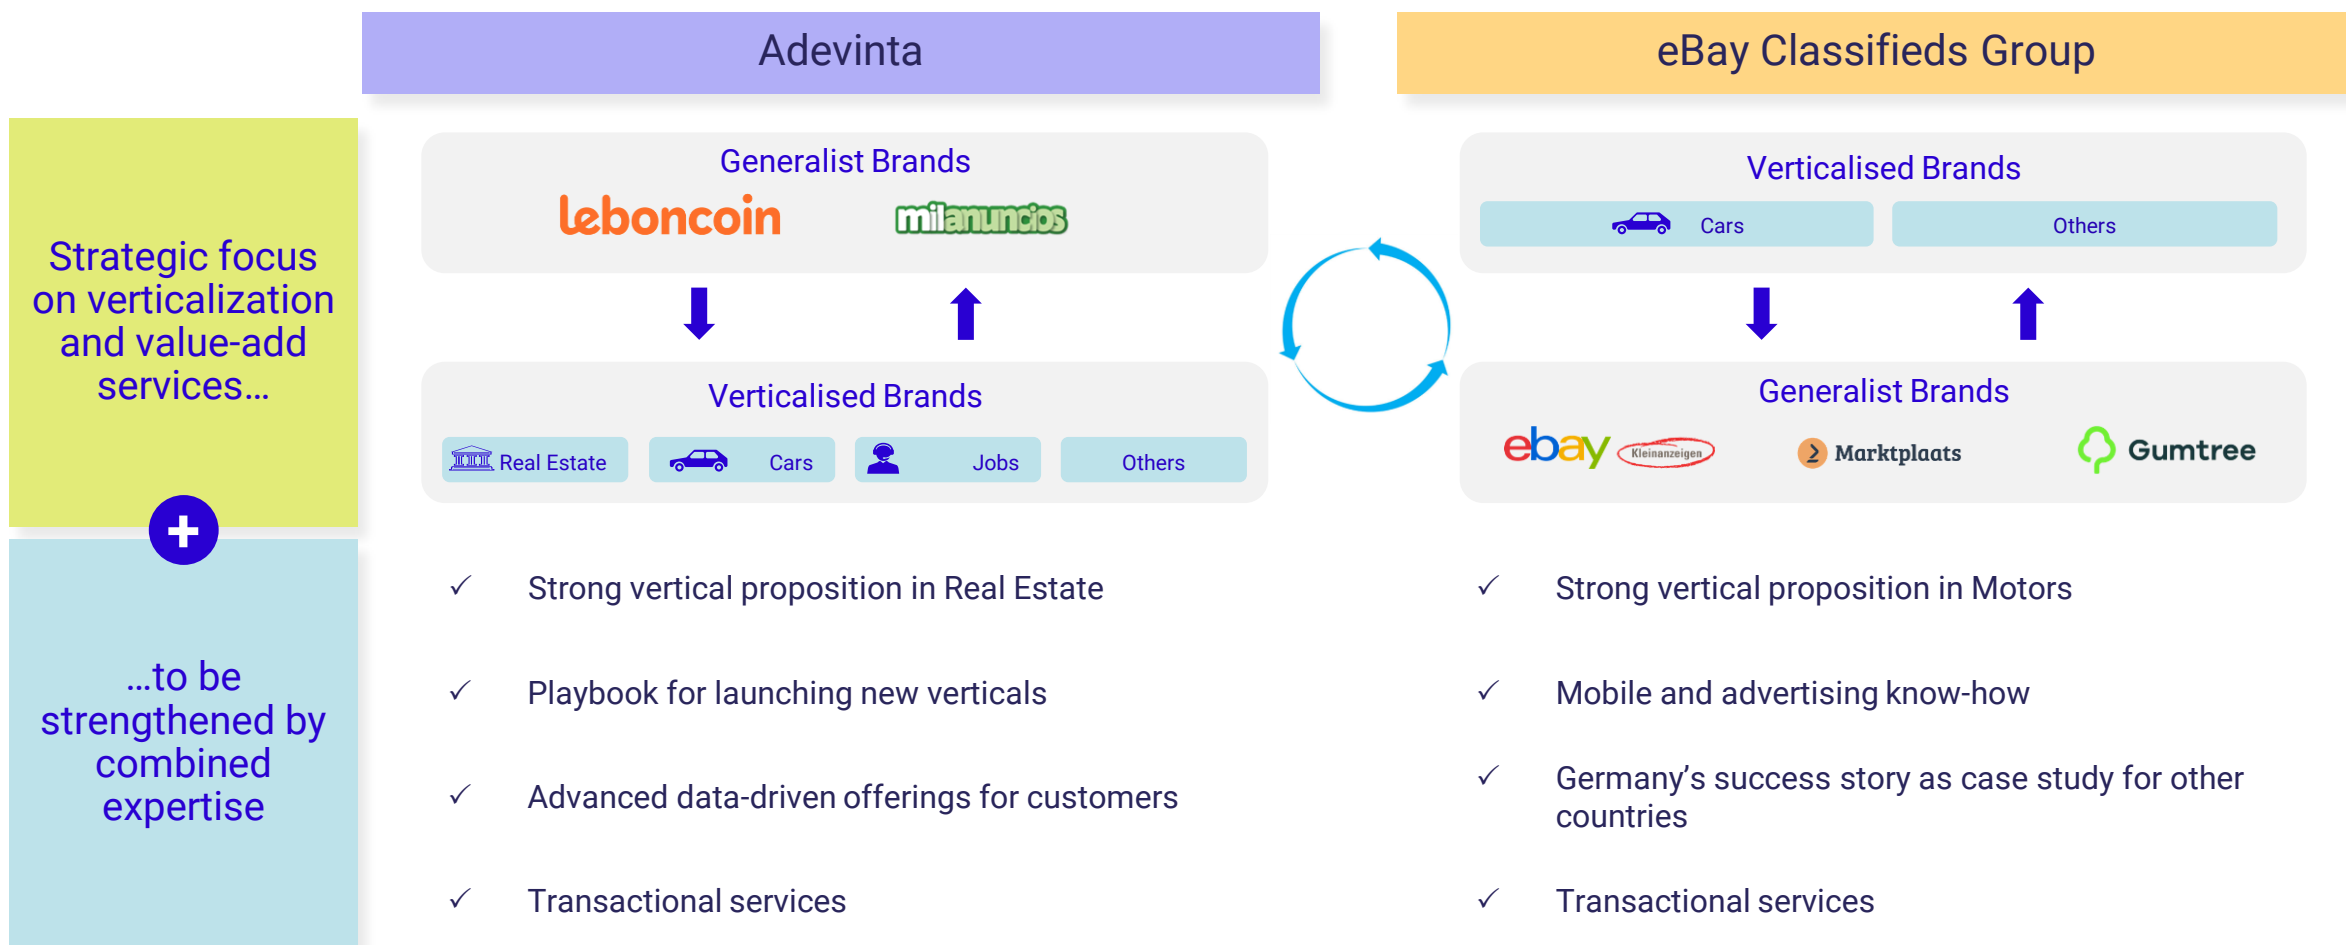 Adevinta
eBay Classifieds Group
Strategic focus
on verticalization
and value-add
services…
Generalist Brands
leboncoin
milanuncios
Verticalised Brands
Real Estate
Cars
Jobs
Others
Verticalised Brands
Cars
Others
Generalist Brands
ebay Kleinanzeigen
Marktplaats
Gumtree
…to be
strengthened by
combined
expertise
✓ Strong vertical proposition in Real Estate
✓ Playbook for launching new verticals
✓ Advanced data-driven offerings for customers
✓ Transactional services
✓ Strong vertical proposition in Motors
✓ Mobile and advertising know-how
✓ Germany’s success story as case study for other
countries
✓ Transactional services